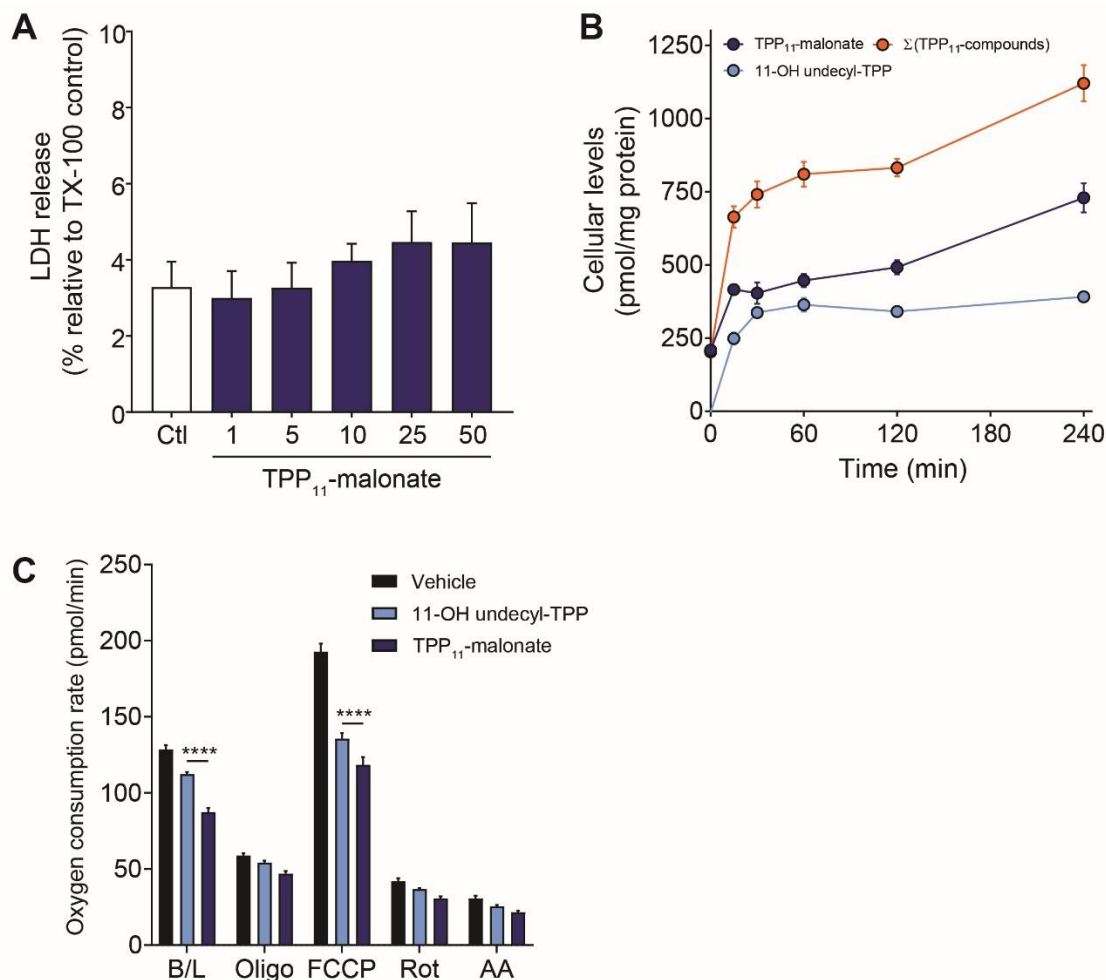 A
LDH release
(% relative to TX-100 control)
10
8
6
4
2
0
Ctl 1 5 10 25 50
TPP₁₁-malonate
B
TPP₁₁-malonate Σ(TPP₁₁-compounds)
11-OH undecyl-TPP
Cellular levels
(pmol/mg protein)
1250
1000
750
500
250
0
0 60 120 180 240
Time (min)
C
Oxygen consumption rate (pmol/min)
250
200
150
100
50
0
Vehicle
11-OH undecyl-TPP
TPP₁₁-malonate
****
****
B/L Oligo FCCP Rot AA